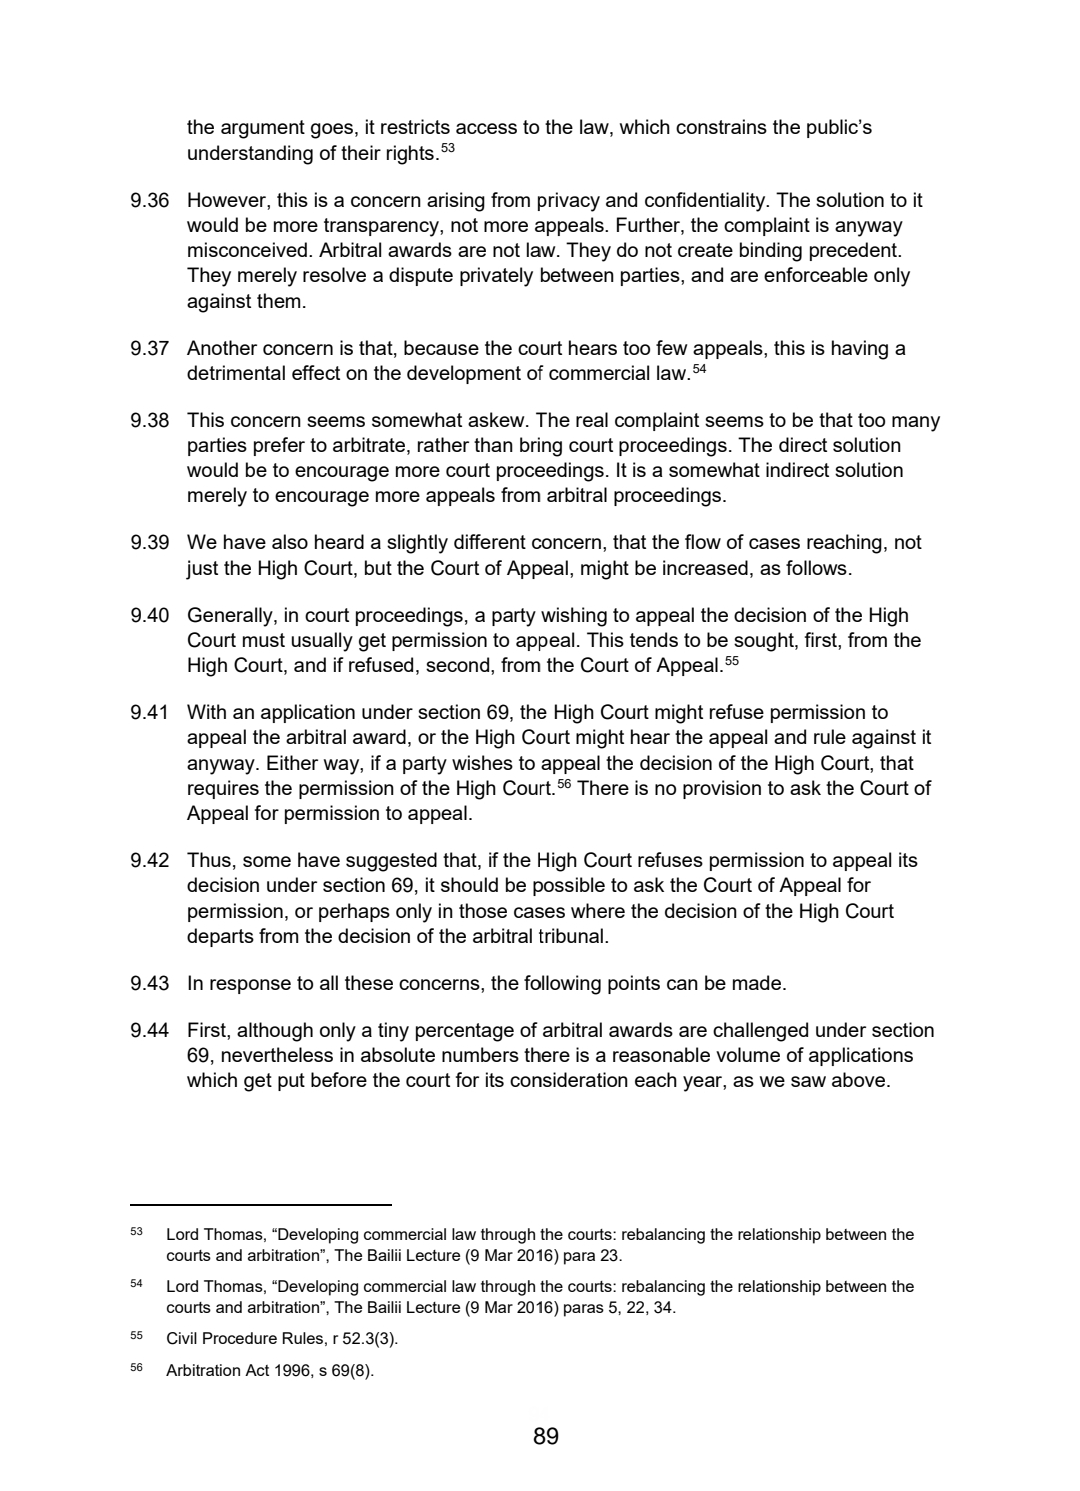 the argument goes, it restricts access to the law, which constrains the public’s
understanding of their rights.53
9.36 However, this is a concern arising from privacy and confidentiality. The solution to it
would be more transparency, not more appeals. Further, the complaint is anyway
misconceived. Arbitral awards are not law. They do not create binding precedent.
They merely resolve a dispute privately between parties, and are enforceable only
against them.
9.37 Another concern is that, because the court hears too few appeals, this is having a
detrimental effect on the development of commercial law.54
9.38 This concern seems somewhat askew. The real complaint seems to be that too many
parties prefer to arbitrate, rather than bring court proceedings. The direct solution
would be to encourage more court proceedings. It is a somewhat indirect solution
merely to encourage more appeals from arbitral proceedings.
9.39 We have also heard a slightly different concern, that the flow of cases reaching, not
just the High Court, but the Court of Appeal, might be increased, as follows.
9.40 Generally, in court proceedings, a party wishing to appeal the decision of the High
Court must usually get permission to appeal. This tends to be sought, first, from the
High Court, and if refused, second, from the Court of Appeal.55
9.41 With an application under section 69, the High Court might refuse permission to
appeal the arbitral award, or the High Court might hear the appeal and rule against it
anyway. Either way, if a party wishes to appeal the decision of the High Court, that
requires the permission of the High Court.56 There is no provision to ask the Court of
Appeal for permission to appeal.
9.42 Thus, some have suggested that, if the High Court refuses permission to appeal its
decision under section 69, it should be possible to ask the Court of Appeal for
permission, or perhaps only in those cases where the decision of the High Court
departs from the decision of the arbitral tribunal.
9.43 In response to all these concerns, the following points can be made.
9.44 First, although only a tiny percentage of arbitral awards are challenged under section
69, nevertheless in absolute numbers there is a reasonable volume of applications
which get put before the court for its consideration each year, as we saw above.
53 Lord Thomas, “Developing commercial law through the courts: rebalancing the relationship between the
courts and arbitration”, The Bailii Lecture (9 Mar 2016) para 23.
54 Lord Thomas, “Developing commercial law through the courts: rebalancing the relationship between the
courts and arbitration”, The Bailii Lecture (9 Mar 2016) paras 5, 22, 34.
55 Civil Procedure Rules, r 52.3(3).
56 Arbitration Act 1996, s 69(8).
89